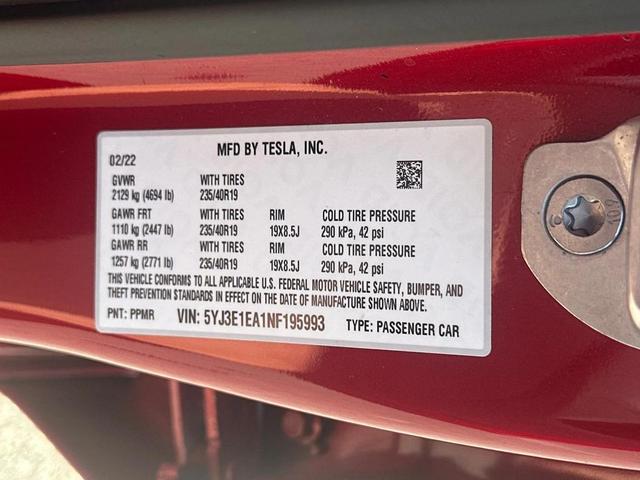 MFD BY TESLA, INC.
02/22
GVWR WITH TIRES
2129 kg (4694 lb) 235/40R19
GAWR FRT WITH TIRES RIM COLD TIRE PRESSURE
1110 kg (2447 lb) 235/40R19 19X8.5J 290 kPa, 42 psi
GAWR RR WITH TIRES RIM COLD TIRE PRESSURE
1257 kg (2771 lb) 235/40R19 19X8.5J 290 kPa, 42 psi
THIS VEHICLE CONFORMS TO ALL APPLICABLE U.S. FEDERAL MOTOR VEHICLE SAFETY, BUMPER, AND
THEFT PREVENTION STANDARDS IN EFFECT ON THE DATE OF MANUFACTURE SHOWN ABOVE.
PNT: PPMR VIN: 5YJ3E1EA1NF195993 TYPE: PASSENGER CAR